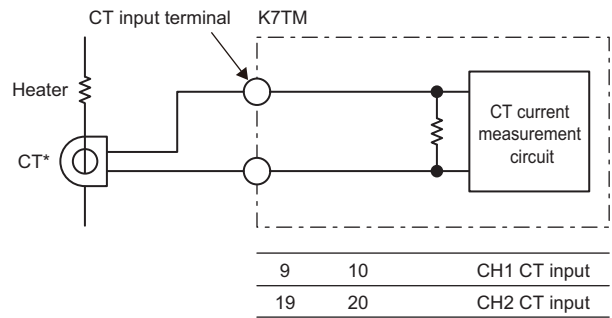 CT input terminal
K7TM
Heater
CT*
CT current
measurement
circuit
9 10 CH1 CT input
19 20 CH2 CT input